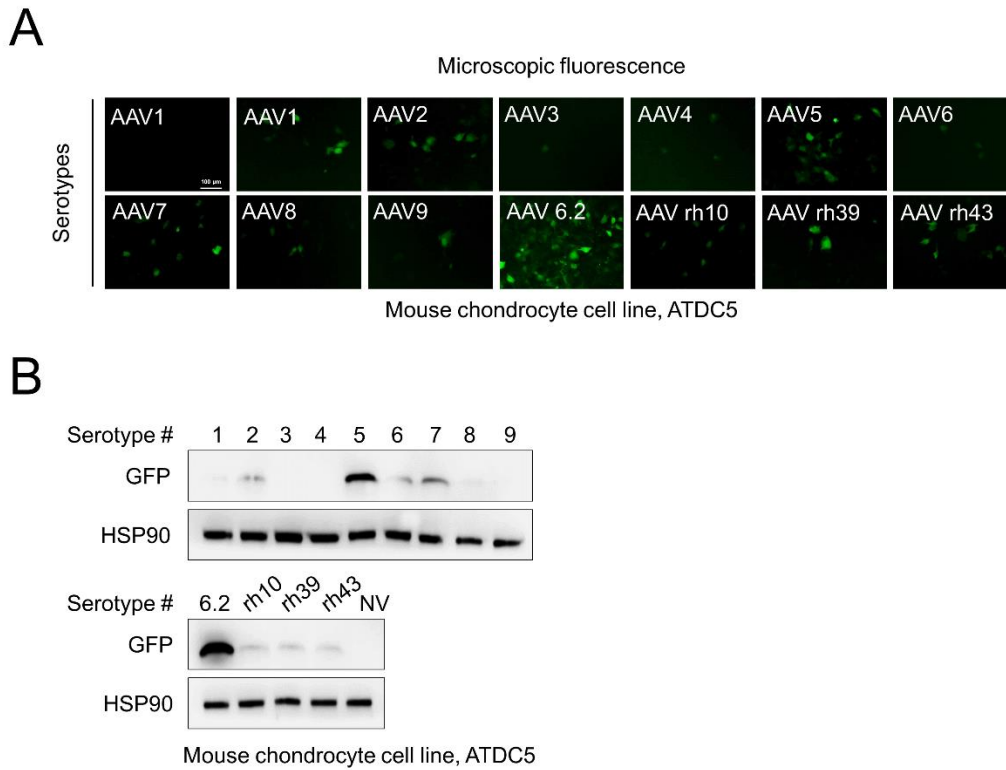 A
Microscopic fluorescence
Serotypes
AAV1 AAV1 AAV2 AAV3 AAV4 AAV5 AAV6
100 µm
AAV7 AAV8 AAV9 AAV 6.2 AAV rh10 AAV rh39 AAV rh43
Mouse chondrocyte cell line, ATDC5
B
Serotype # 1 2 3 4 5 6 7 8 9
GFP
HSP90
Serotype # 6.2 rh10 rh39 rh43 NV
GFP
HSP90
Mouse chondrocyte cell line, ATDC5